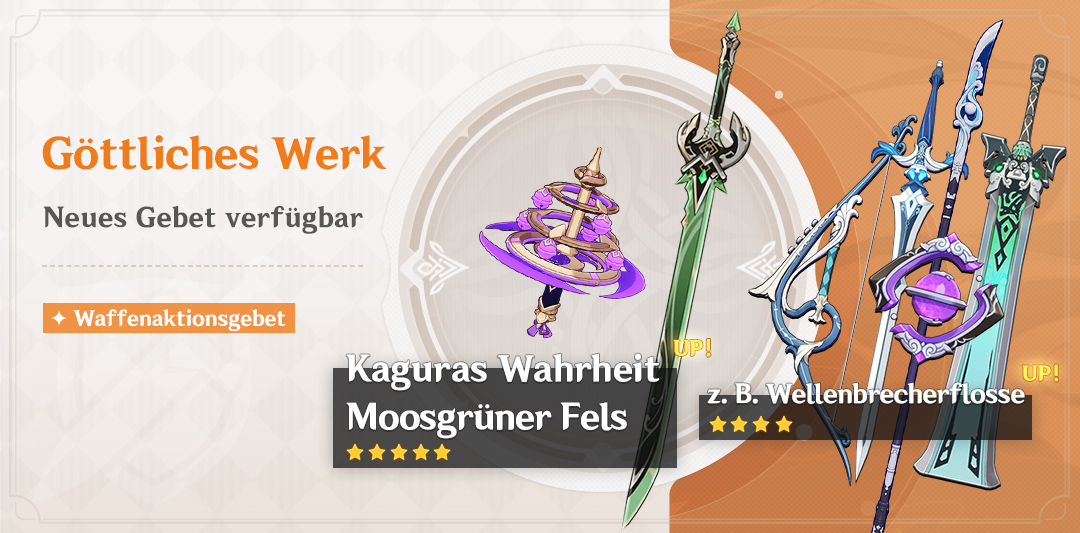 Göttliches Werk
Neues Gebet verfügbar
✦ Waffenaktionsgebet
Kaguras Wahrheit
UP!
Moosgrüner Fels
UP!
z. B. Wellenbrecherflosse